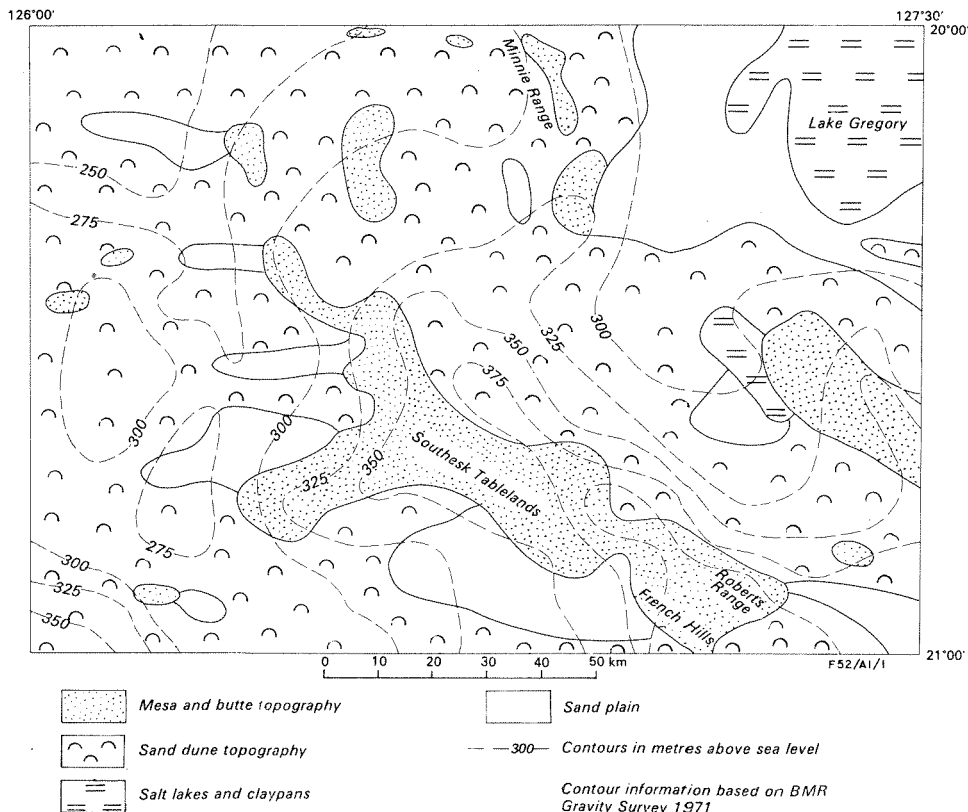 126°00'
127°30'
20°00'
Minnie Range
Lake Gregory
250
275
300
350
325
375
300
300
Southesk Tablelands
350
325
275
300
325
350
Roberts Range
French Hills
21°00'
F52/A1/1
0 10 20 30 40 50 km
Mesa and butte topography
Sand plain
Sand dune topography
300
Contours in metres above sea level
Salt lakes and claypans
Contour information based on BMR
Gravity Survey 1971